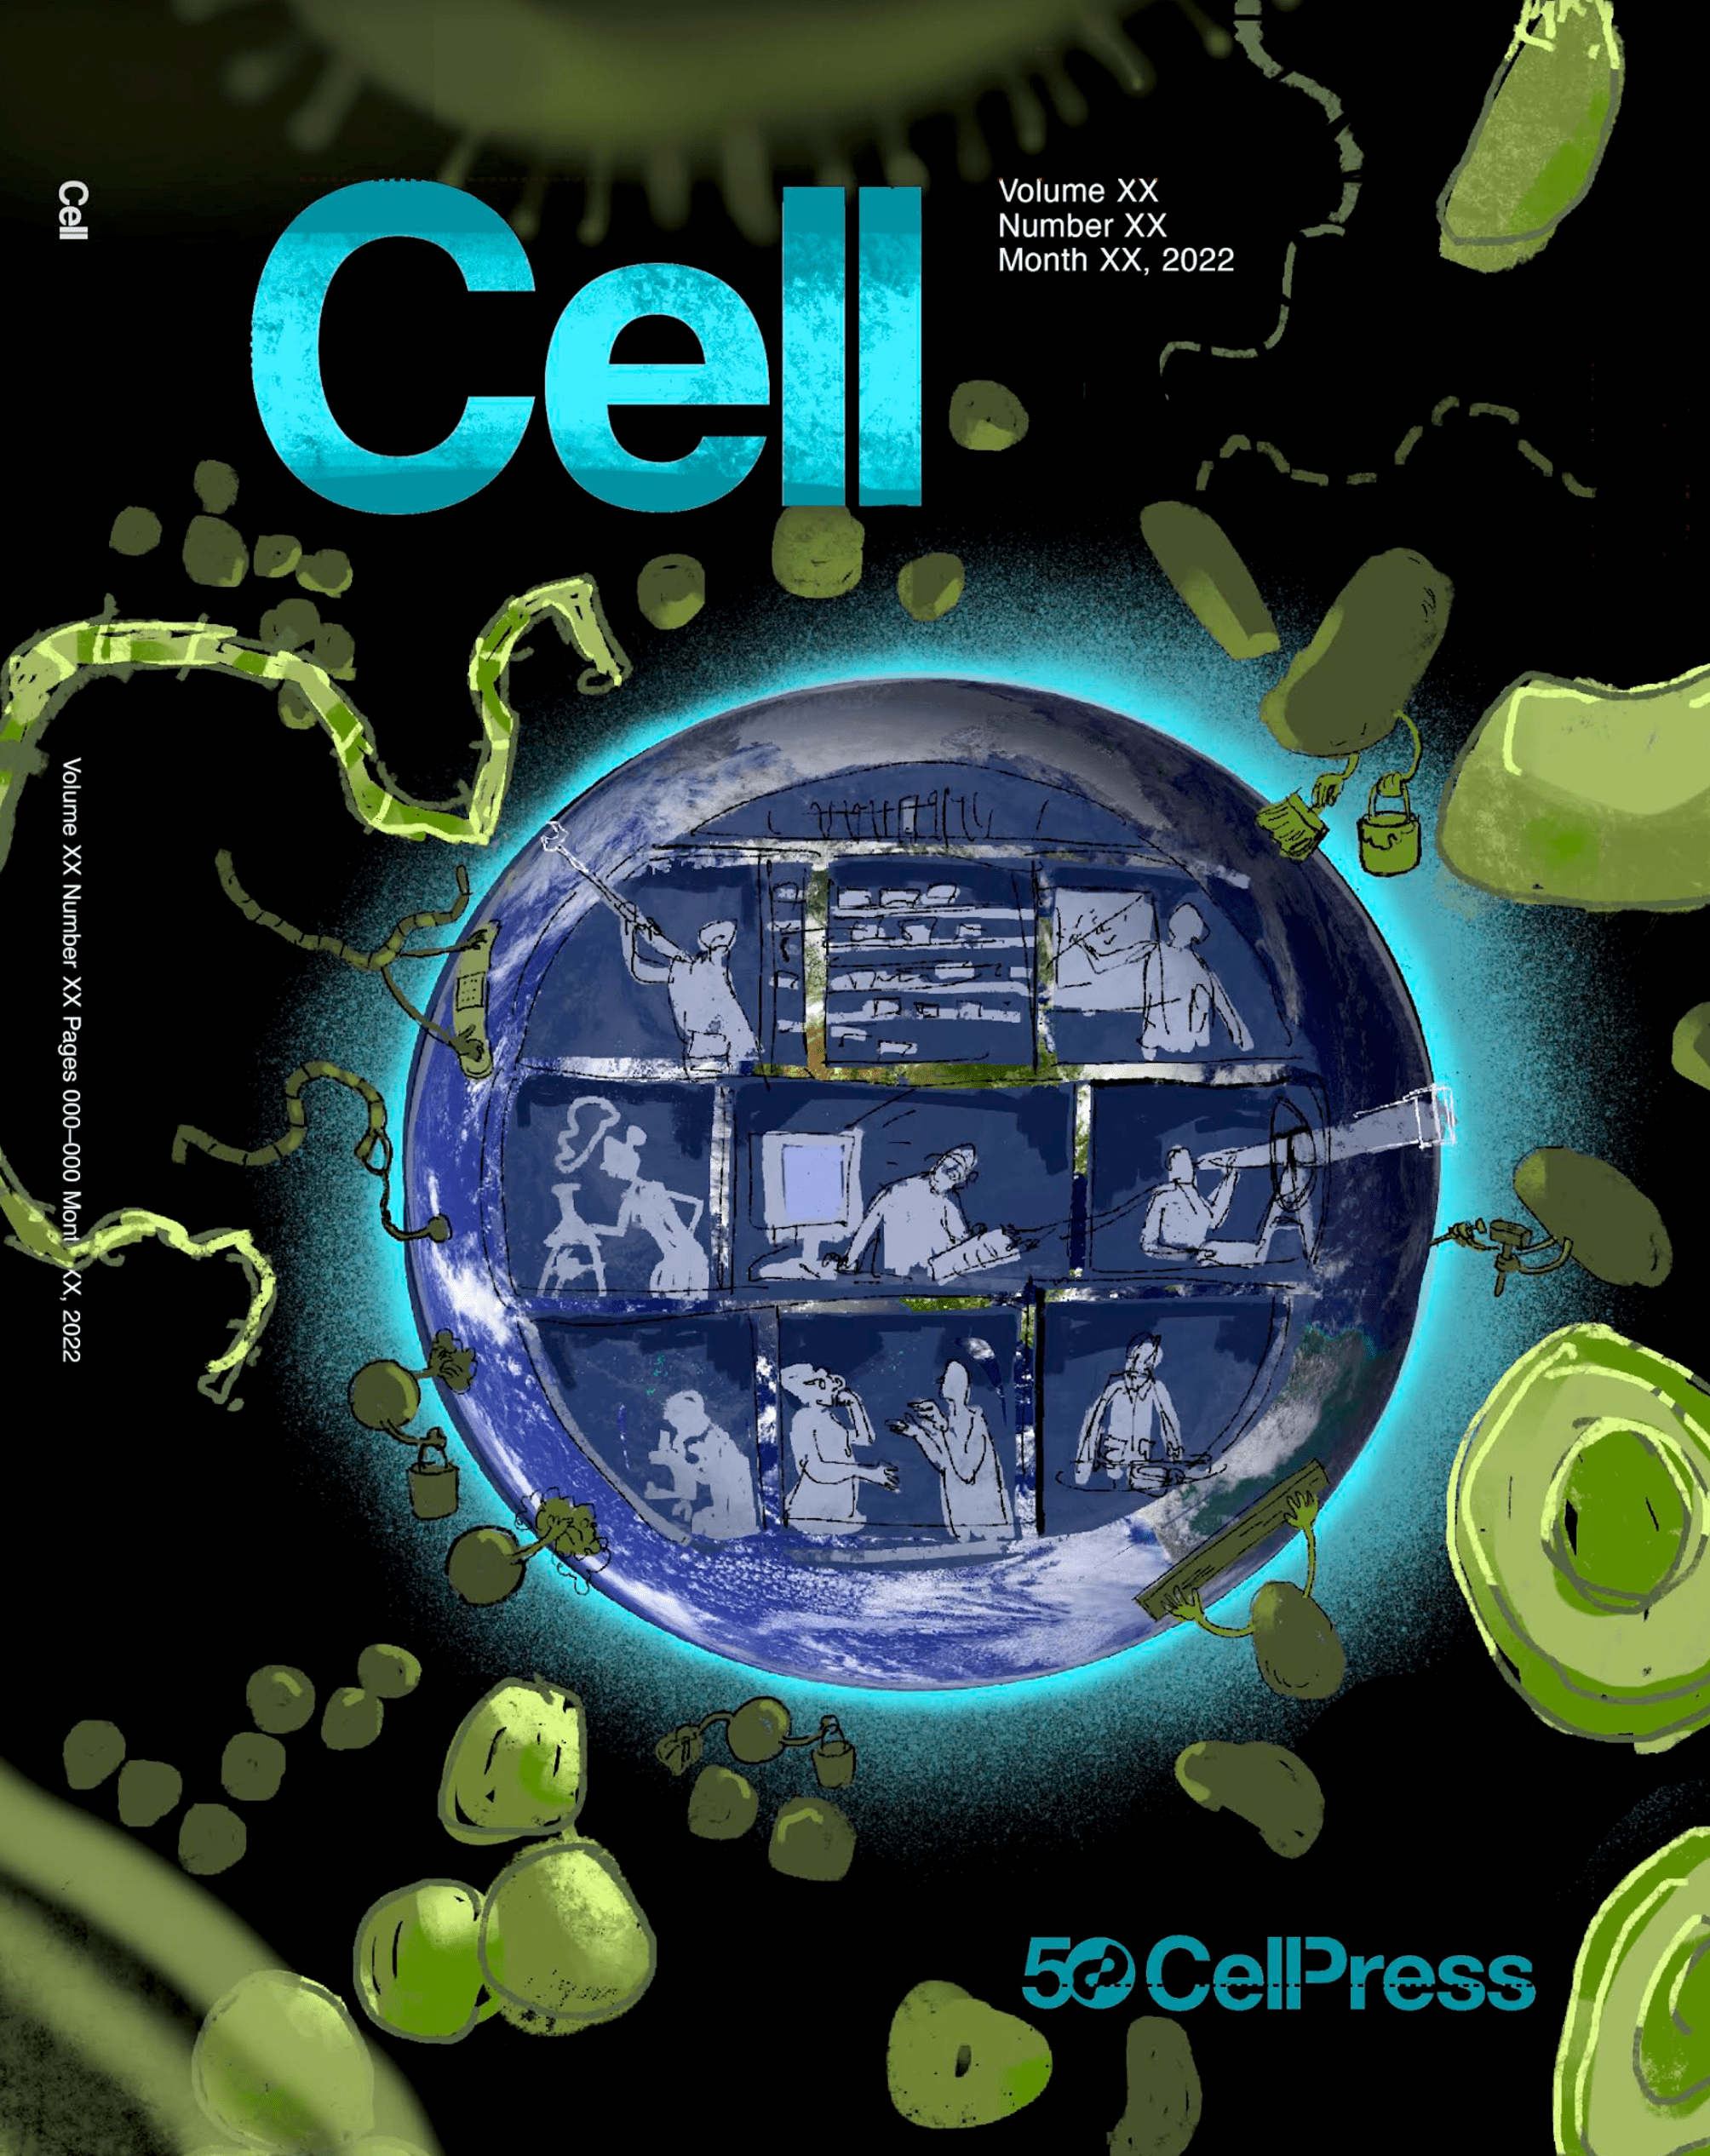 Cell
Volume XX
Number XX
Month XX, 2022
Cell
Volume XX Number XX Pages 000–000 Mont XX, 2022
50 CellPress